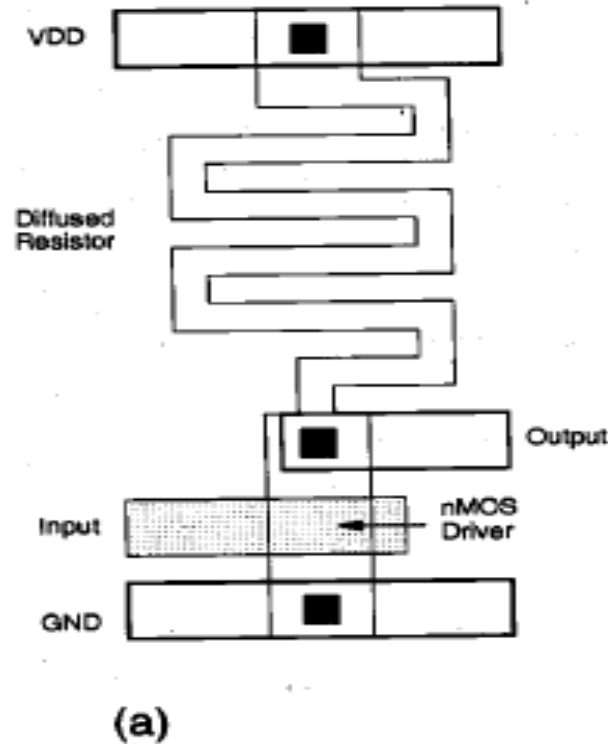 VDD
Diffused
Resistor
Output
Input
nMOS
Driver
GND
(a)